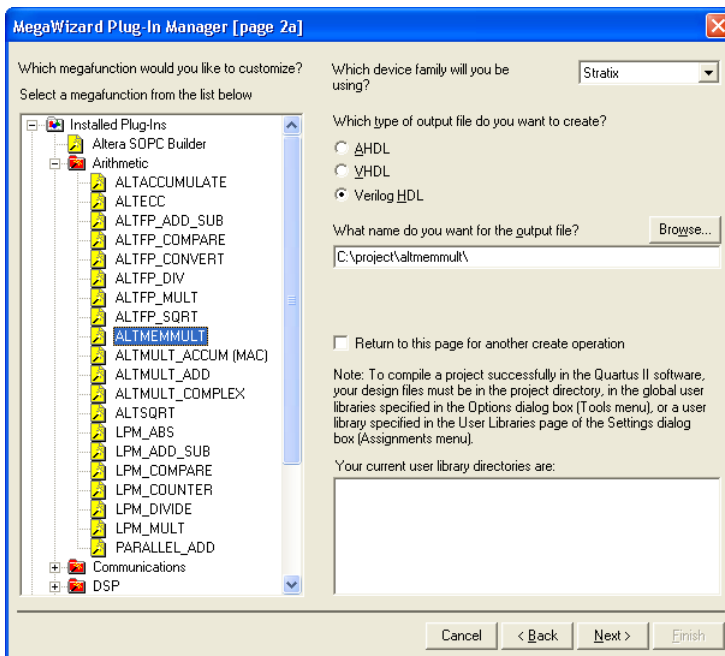 MegaWizard Plug-In Manager [page 2a]
Which megafunction would you like to customize?
Select a megafunction from the list below
Installed Plug-Ins
Altera SOPC Builder
Arithmetic
ALTACCUMULATE
ALTECC
ALTFP_ADD_SUB
ALTFP_COMPARE
ALTFP_CONVERT
ALTFP_DIV
ALTFP_MULT
ALTFP_SQRT
ALTMEMMULT
ALTMULT_ACCUM (MAC)
ALTMULT_ADD
ALTMULT_COMPLEX
ALTSQRT
LPM_ABS
LPM_ADD_SUB
LPM_COMPARE
LPM_COUNTER
LPM_DIVIDE
LPM_MULT
PARALLEL_ADD
Communications
DSP
Which device family will you be
using?
Stratix
Which type of output file do you want to create?
AHDL
VHDL
Verilog HDL
What name do you want for the output file?
Browse...
C:\project\altmemmult\
Return to this page for another create operation
Note: To compile a project successfully in the Quartus II software,
your design files must be in the project directory, in the global user
libraries specified in the Options dialog box (Tools menu), or a user
library specified in the User Libraries page of the Settings dialog
box (Assignments menu).
Your current user library directories are:
Cancel
< Back
Next >
Finish